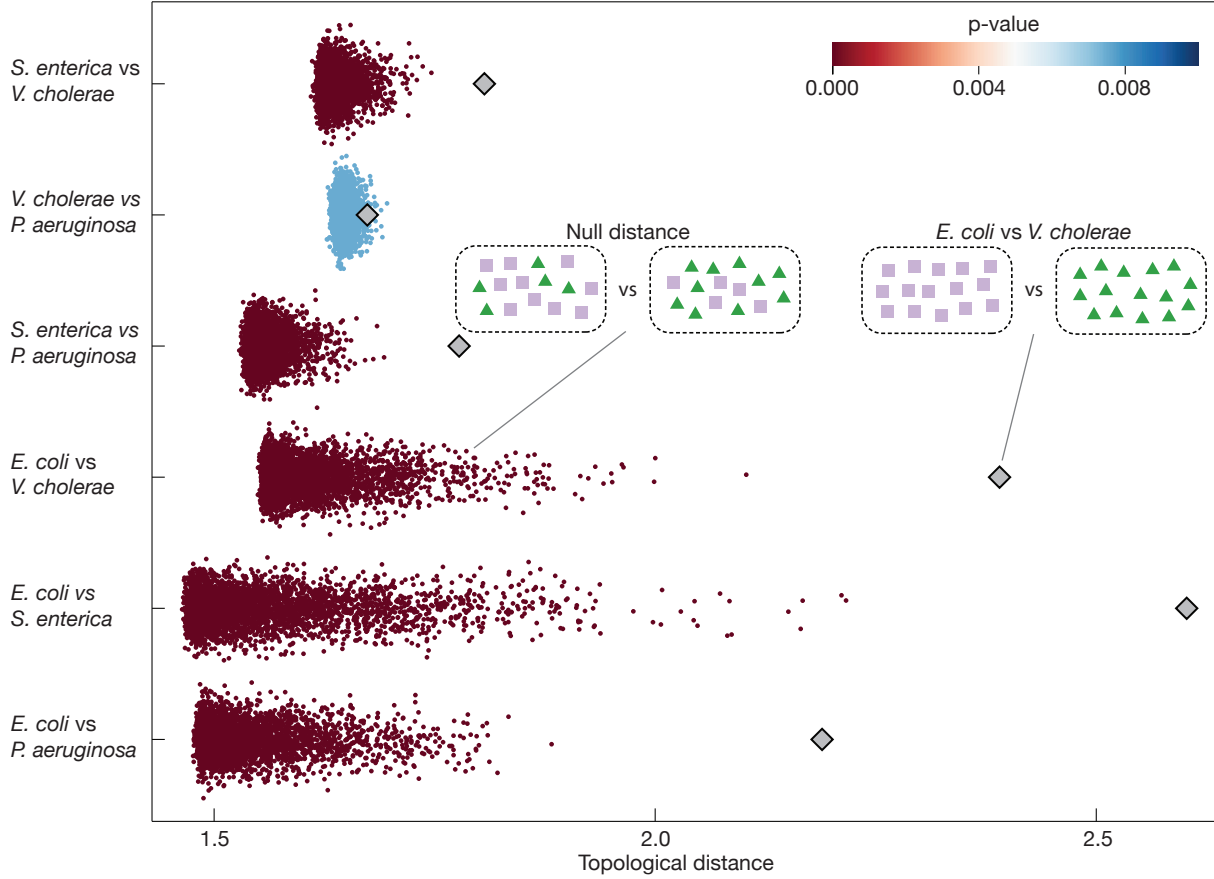 p-value
0.000
0.004
0.008
S. enterica vs
V. cholerae
V. cholerae vs
P. aeruginosa
Null distance
E. coli vs V. cholerae
vs
vs
S. enterica vs
P. aeruginosa
E. coli vs
V. cholerae
E. coli vs
S. enterica
E. coli vs
P. aeruginosa
1.5
2.0
2.5
Topological distance